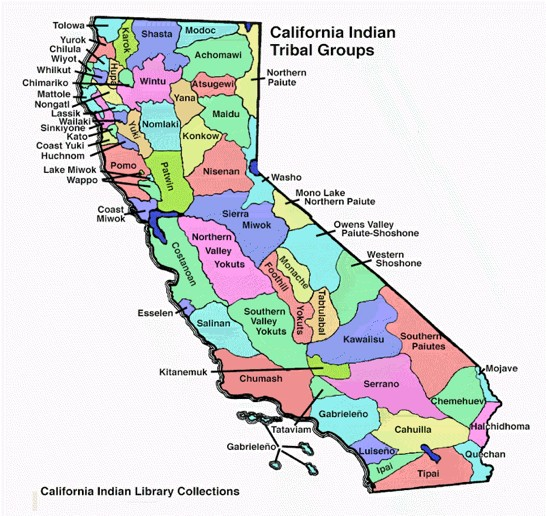 California Indian
Tribal Groups
Tolowa
Yurok
Chilula
Wiyot
Whilkut
Chimariko
Mattole
Nongatl
Lassik
Wailaki
Sinkiyone
Kato
Coast Yuki
Huchnom
Lake Miwok
Wappo
Coast
Miwok
Karok
Hupa
Shasta
Modoc
Achomawi
Wintu
Atsugewi
Northern
Paiute
Yana
Maidu
Nomlaki
Yuki
Konkow
Pomo
Patwin
Nisenan
Washo
Mono Lake
Northern Paiute
Sierra
Miwok
Owens Valley
Paiute-Shoshone
Western
Shoshone
Northern
Valley
Yokuts
Costanoan
Foothill
Yokuts
Monache
Tabtulabal
Esselen
Salinan
Southern
Valley
Yokuts
Kawaiisu
Southern
Paiutes
Kitanemuk
Chumash
Serrano
Mojave
Chemehuev
Halchidhoma
Gabrieleño
Tataviam
Gabrieleño
Cahuilla
Luiseño
Quechan
Ipai
Tipai
California Indian Library Collections